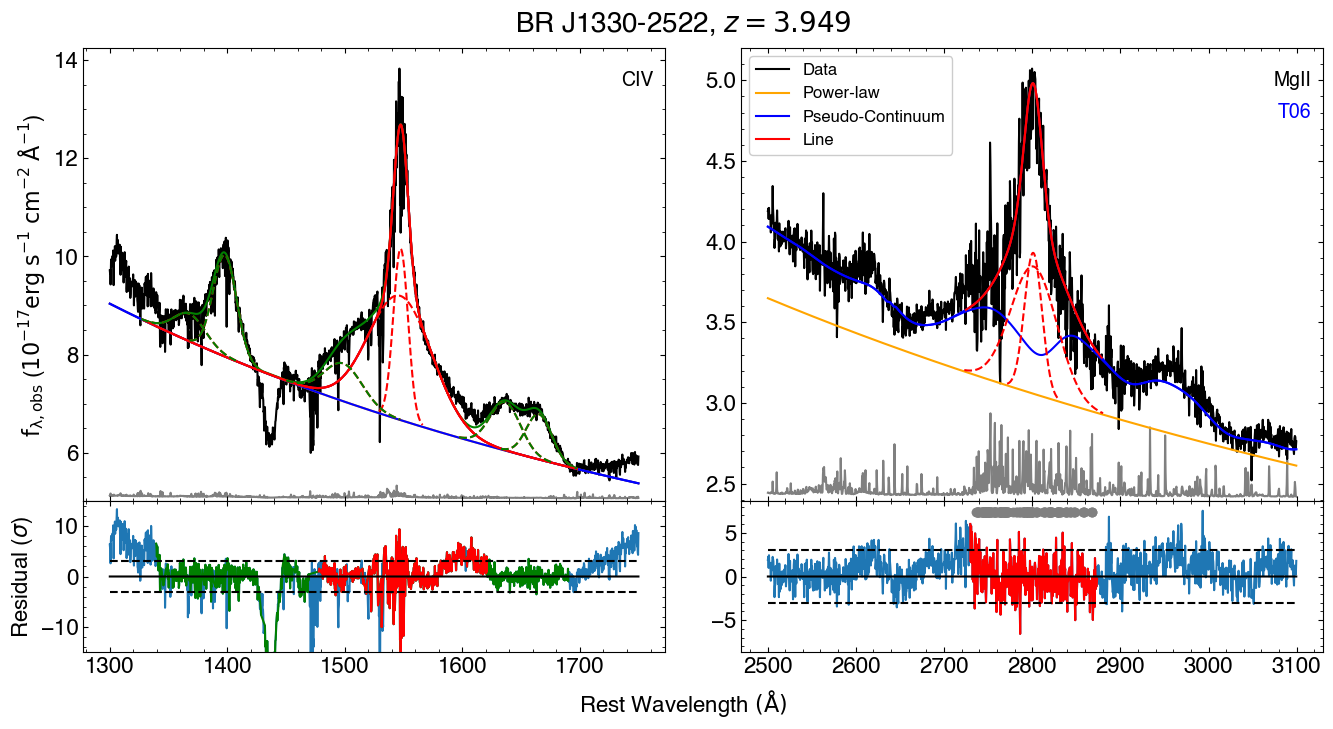 BR J1330-2522, z = 3.949
f_{λ,obs} (10^{−17}erg s^{−1} cm^{−2} Å^{−1})
14
12
10
8
6
CIV
5.0
4.5
4.0
3.5
3.0
2.5
Data
Power-law
Pseudo-Continuum
Line
MgII
T06
Residual (σ)
10
0
−10
1300 1400 1500 1600 1700
5
0
−5
2500 2600 2700 2800 2900 3000 3100
Rest Wavelength (Å)